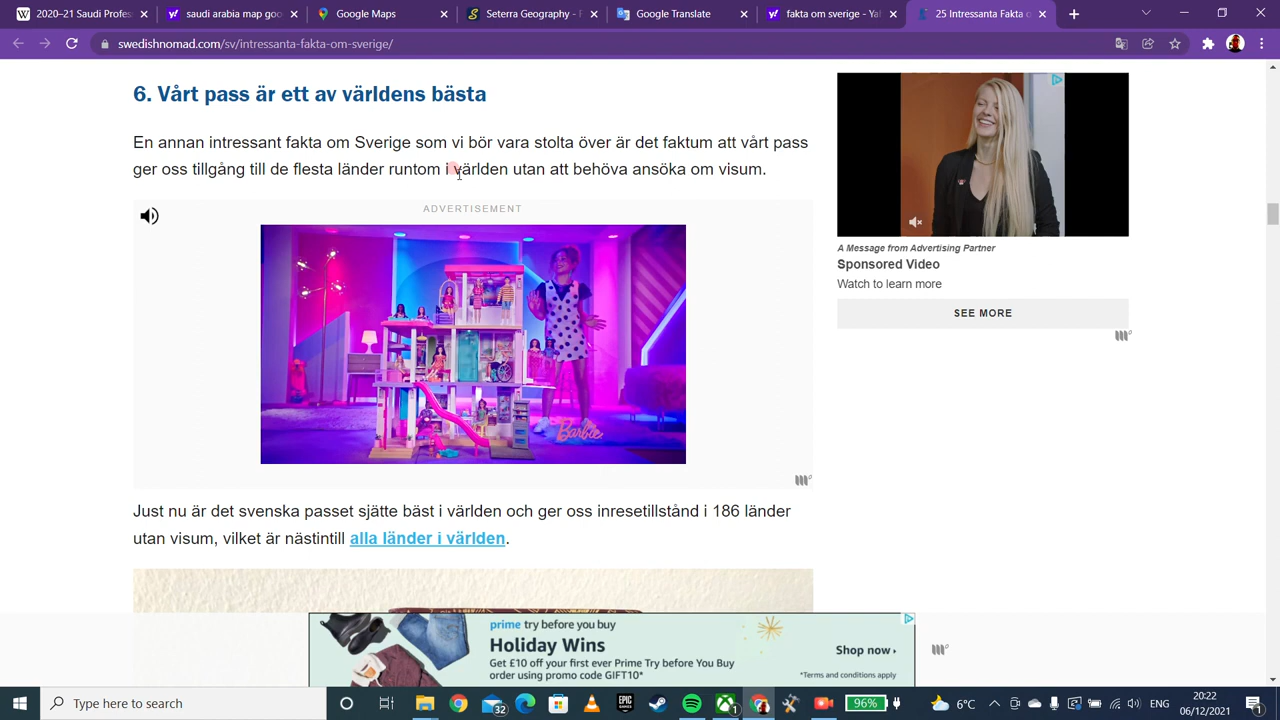 2020–21 Profes
saudi arabia map goo
Google Maps
Seterra Geography - F
Google Translate
fakta om sverige - Ya
25 Intressanta Fakta o
swedishnomad.com/sv/intressanta-fakta-om-sverige/
6. Vårt pass är ett av världens bästa
En annan intressant fakta om Sverige som vi bör vara stolta över är det faktum att vårt pass
ger oss tillgång till de flesta länder runtom i världen utan att behöva ansöka om visum.
ADVERTISEMENT
Barbie
Just nu är det svenska passet sjätte bäst i världen och ger oss inresetillstånd i 186 länder
utan visum, vilket är nästintill alla länder i världen.
A Message from Advertising Partner
Sponsored Video
Watch to learn more
SEE MORE
prime try before you buy
Holiday Wins
Get £10 off your first ever Prime Try before You Buy
order using promo code GIFT10*
Shop now
*Terms and conditions apply
Type here to search
32
EPIC
GAMES
1
96%
6°C
ENG
20:22
06/12/2021
1